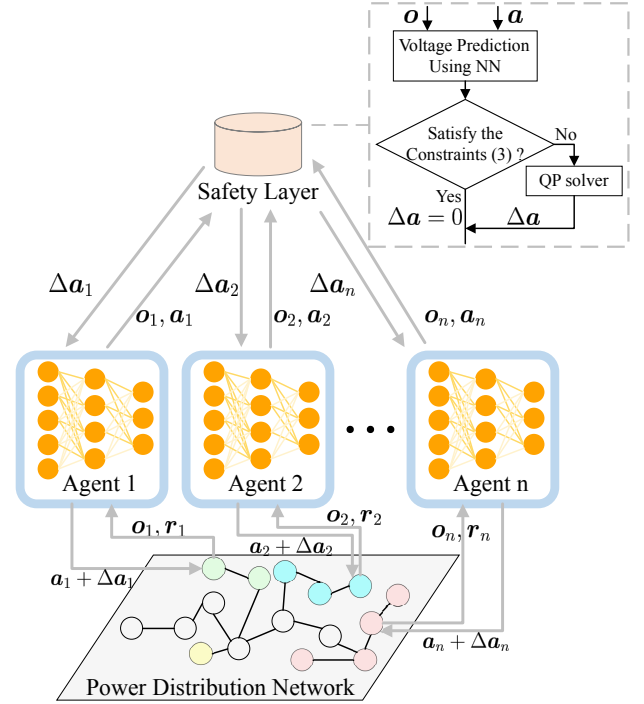 o a
Voltage Prediction
Using NN
Satisfy the
Constraints (3) ?
No
QP solver
Yes
Δa = 0
Δa
Safety Layer
Δa₁
o₁, a₁
Δa₂
o₂, a₂
Δaₙ
oₙ, aₙ
Agent 1
Agent 2
Agent n
o₁, r₁
o₂, r₂
oₙ, rₙ
a₁ + Δa₁
a₂ + Δa₂
aₙ + Δaₙ
Power Distribution Network